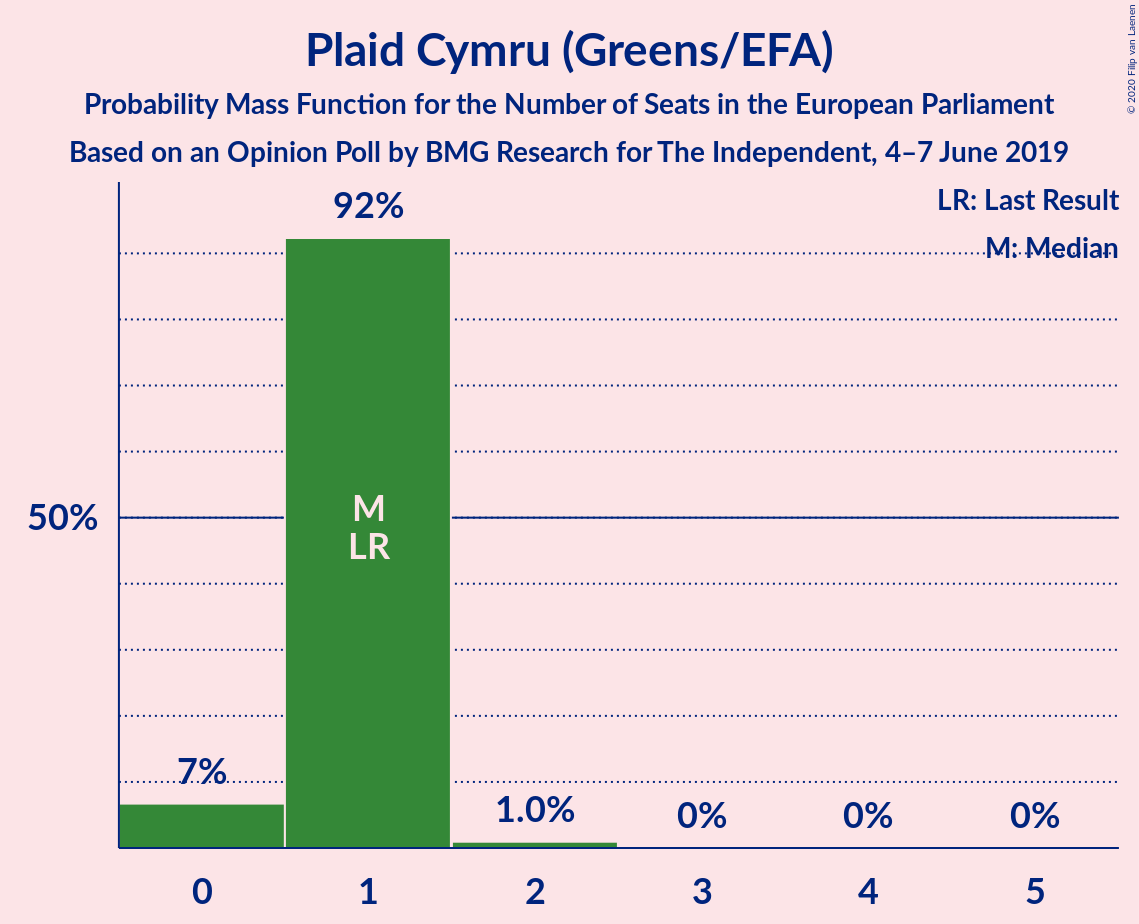 Plaid Cymru (Greens/EFA)
Probability Mass Function for the Number of Seats in the European Parliament
Based on an Opinion Poll by BMG Research for The Independent, 4–7 June 2019
© 2020 Filip van Laenen
LR: Last Result
M: Median
92%
50%
M
LR
7%
1.0%
0%
0%
0%
0
1
2
3
4
5